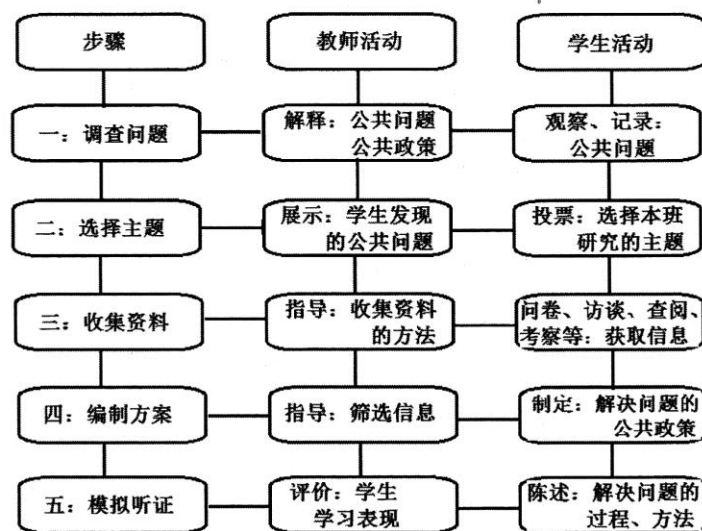 步骤
教师活动
学生活动
一：调查问题
解释：公共问题
公共政策
观察、记录：
公共问题
二：选择主题
展示：学生发现
的公共问题
投票：选择本班
研究的主题
三：收集资料
指导：收集资料
的方法
问卷、访谈、查阅、
考察等：获取信息
四：编制方案
指导：筛选信息
制定：解决问题的
公共政策
五：模拟听证
评价：学生
学习表现
陈述：解决问题的
过程、方法